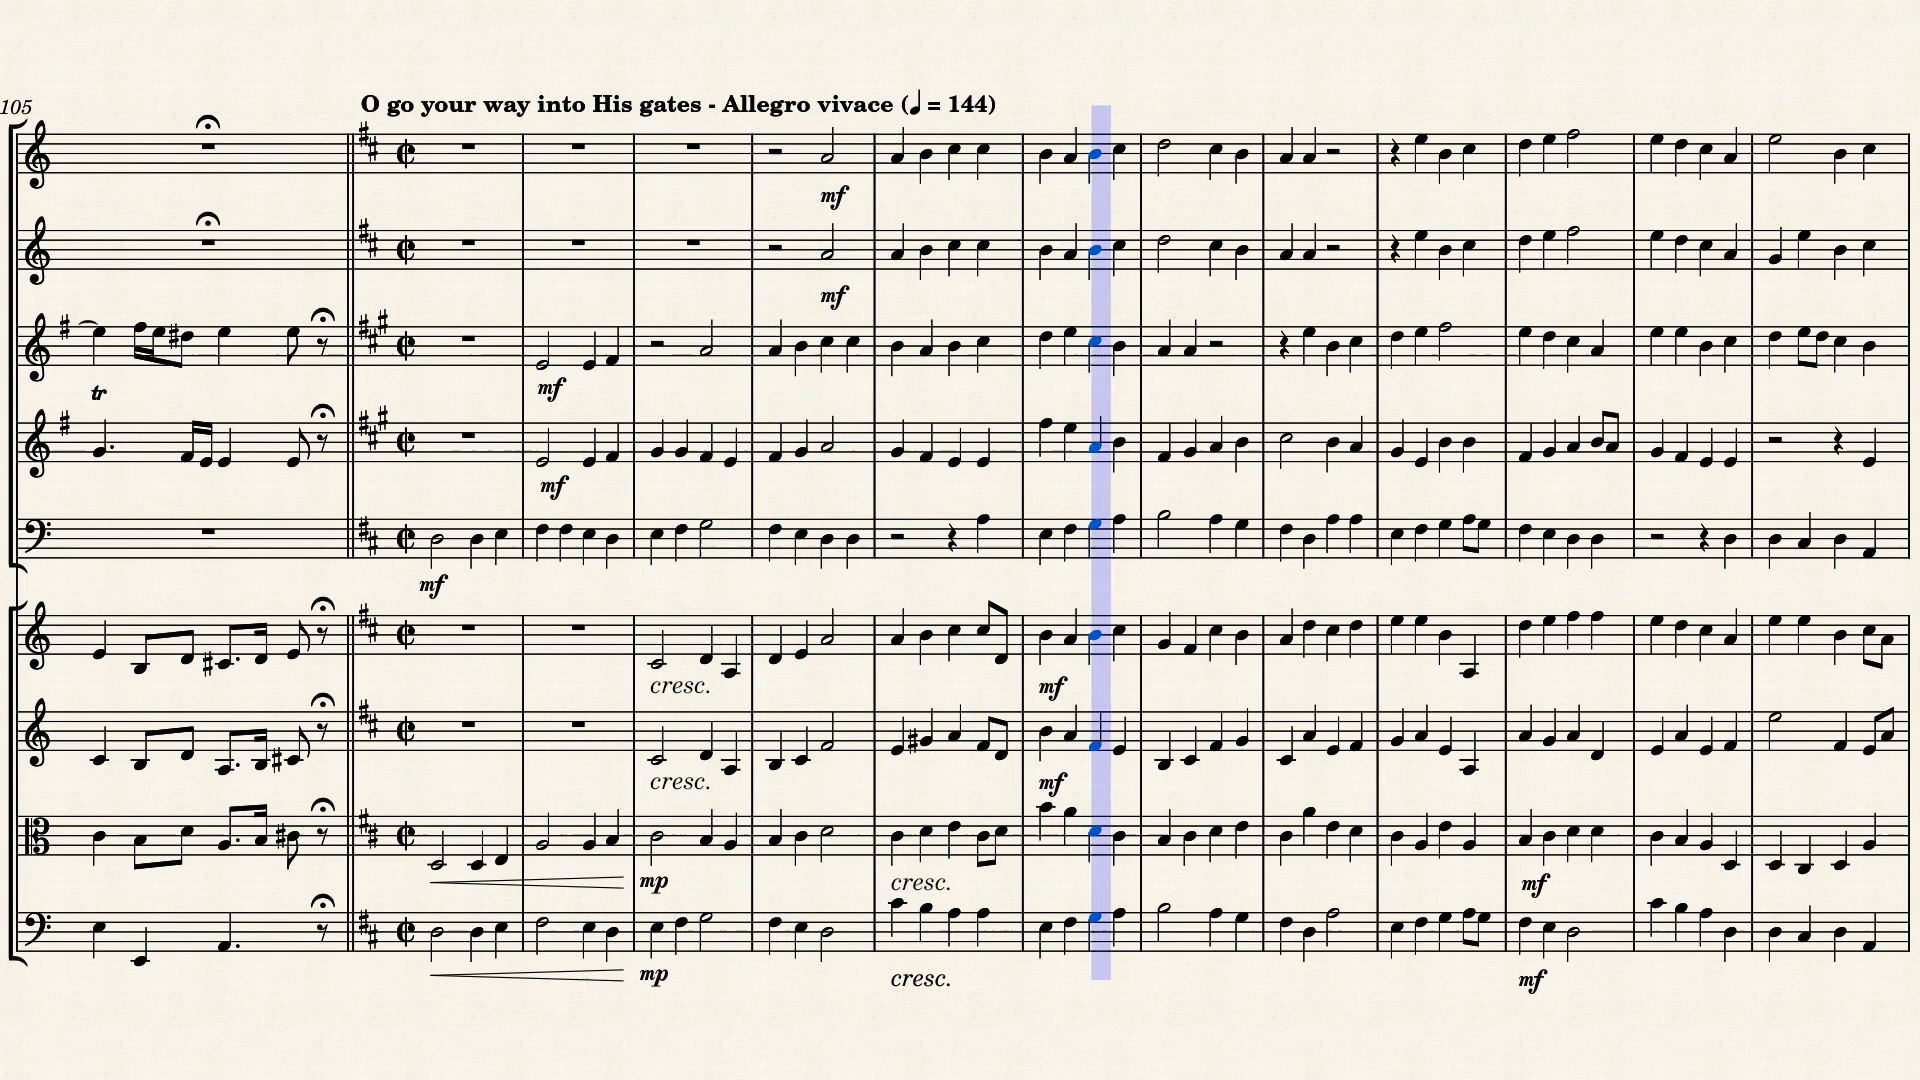 105
O go your way into His gates - Allegro vivace (♩ = 144)
mf
mf
tr
mf
mf
mf
cresc.
mf
cresc.
mf
mp
cresc.
mf
mp
cresc.
mf